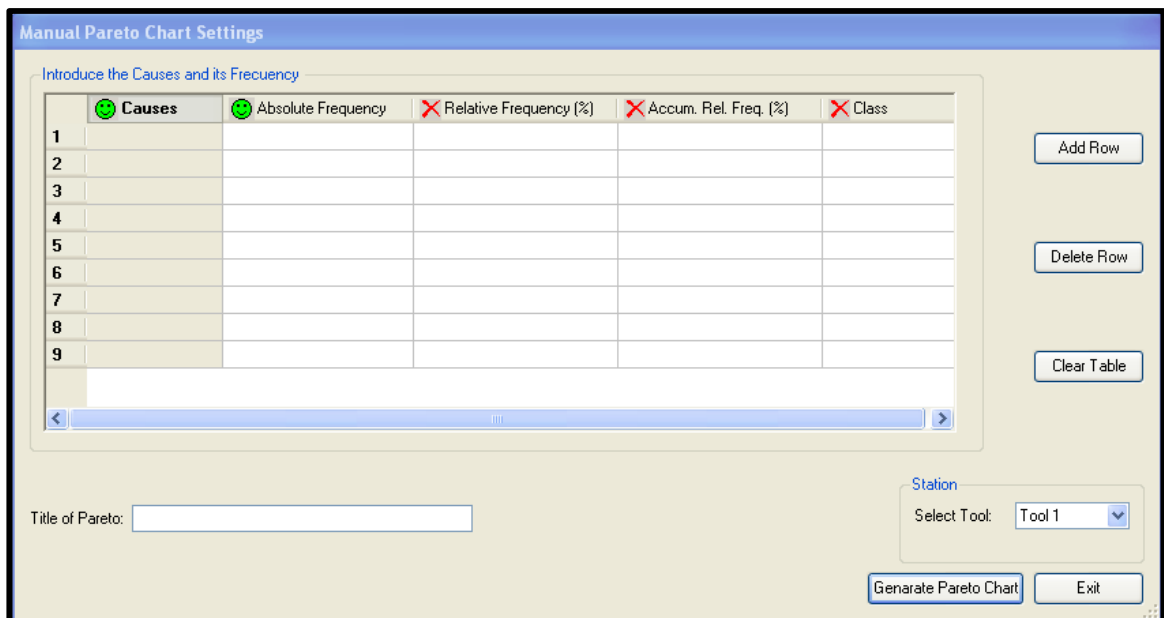 Manual Pareto Chart Settings
Introduce the Causes and its Frecuency
Causes Absolute Frequency Relative Frequency (%) Accum. Rel. Freq. (%) Class
1
Add Row
2
3
4
5
Delete Row
6
7
8
9
Clear Table
Station
Title of Pareto: Select Tool: Tool 1
Genarate Pareto Chart Exit